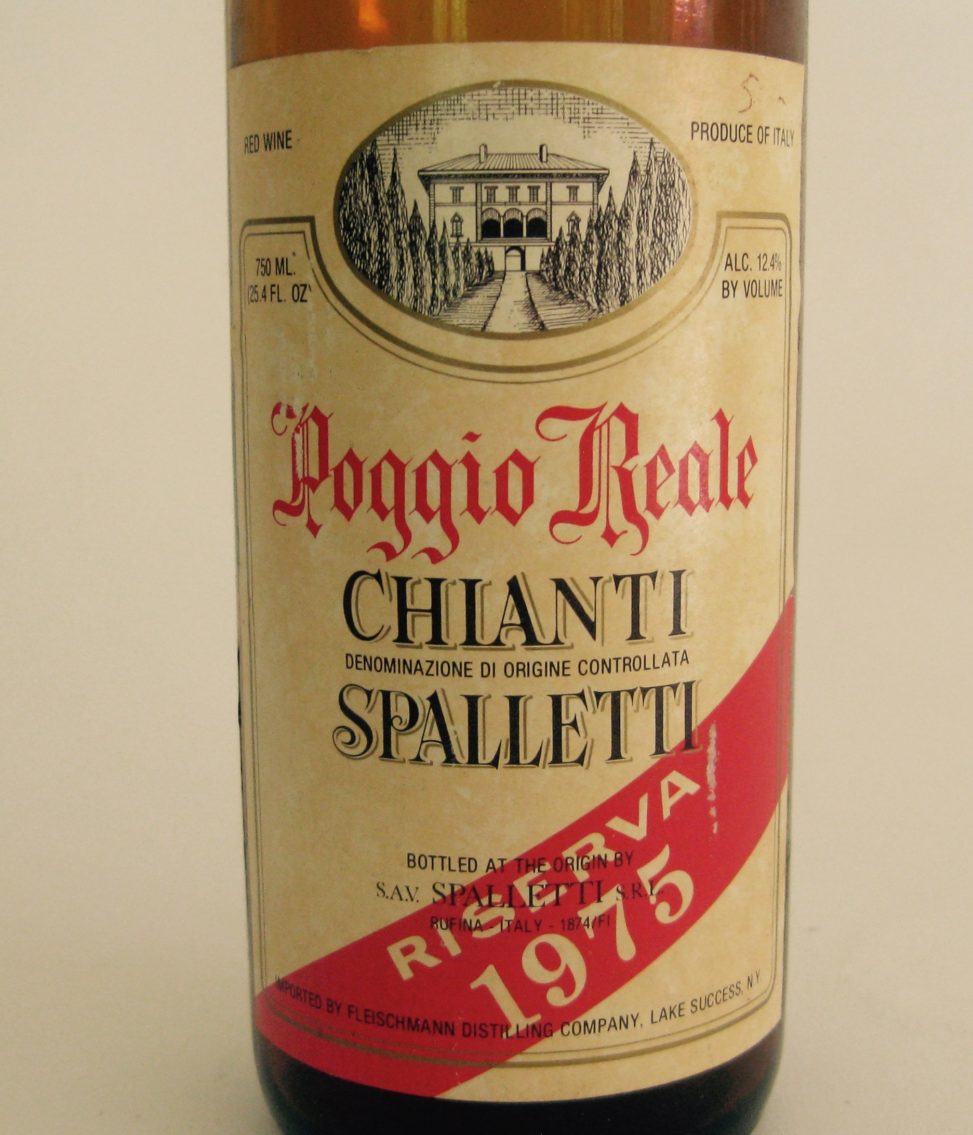 5 -
RED WINE
PRODUCE OF ITALY
750 ML.
(25.4 FL. OZ)
ALC. 12.4%
BY VOLUME
Poggio Reale
CHIANTI
DENOMINAZIONE DI ORIGINE CONTROLLATA
SPALLETTI
RISERVA
1975
BOTTLED AT THE ORIGIN BY
S.A.V. SPALLETTI S.R.L.
RUFINA - ITALY - 1874/FI
IMPORTED BY FLEISCHMANN DISTILLING COMPANY, LAKE SUCCESS, N.Y.